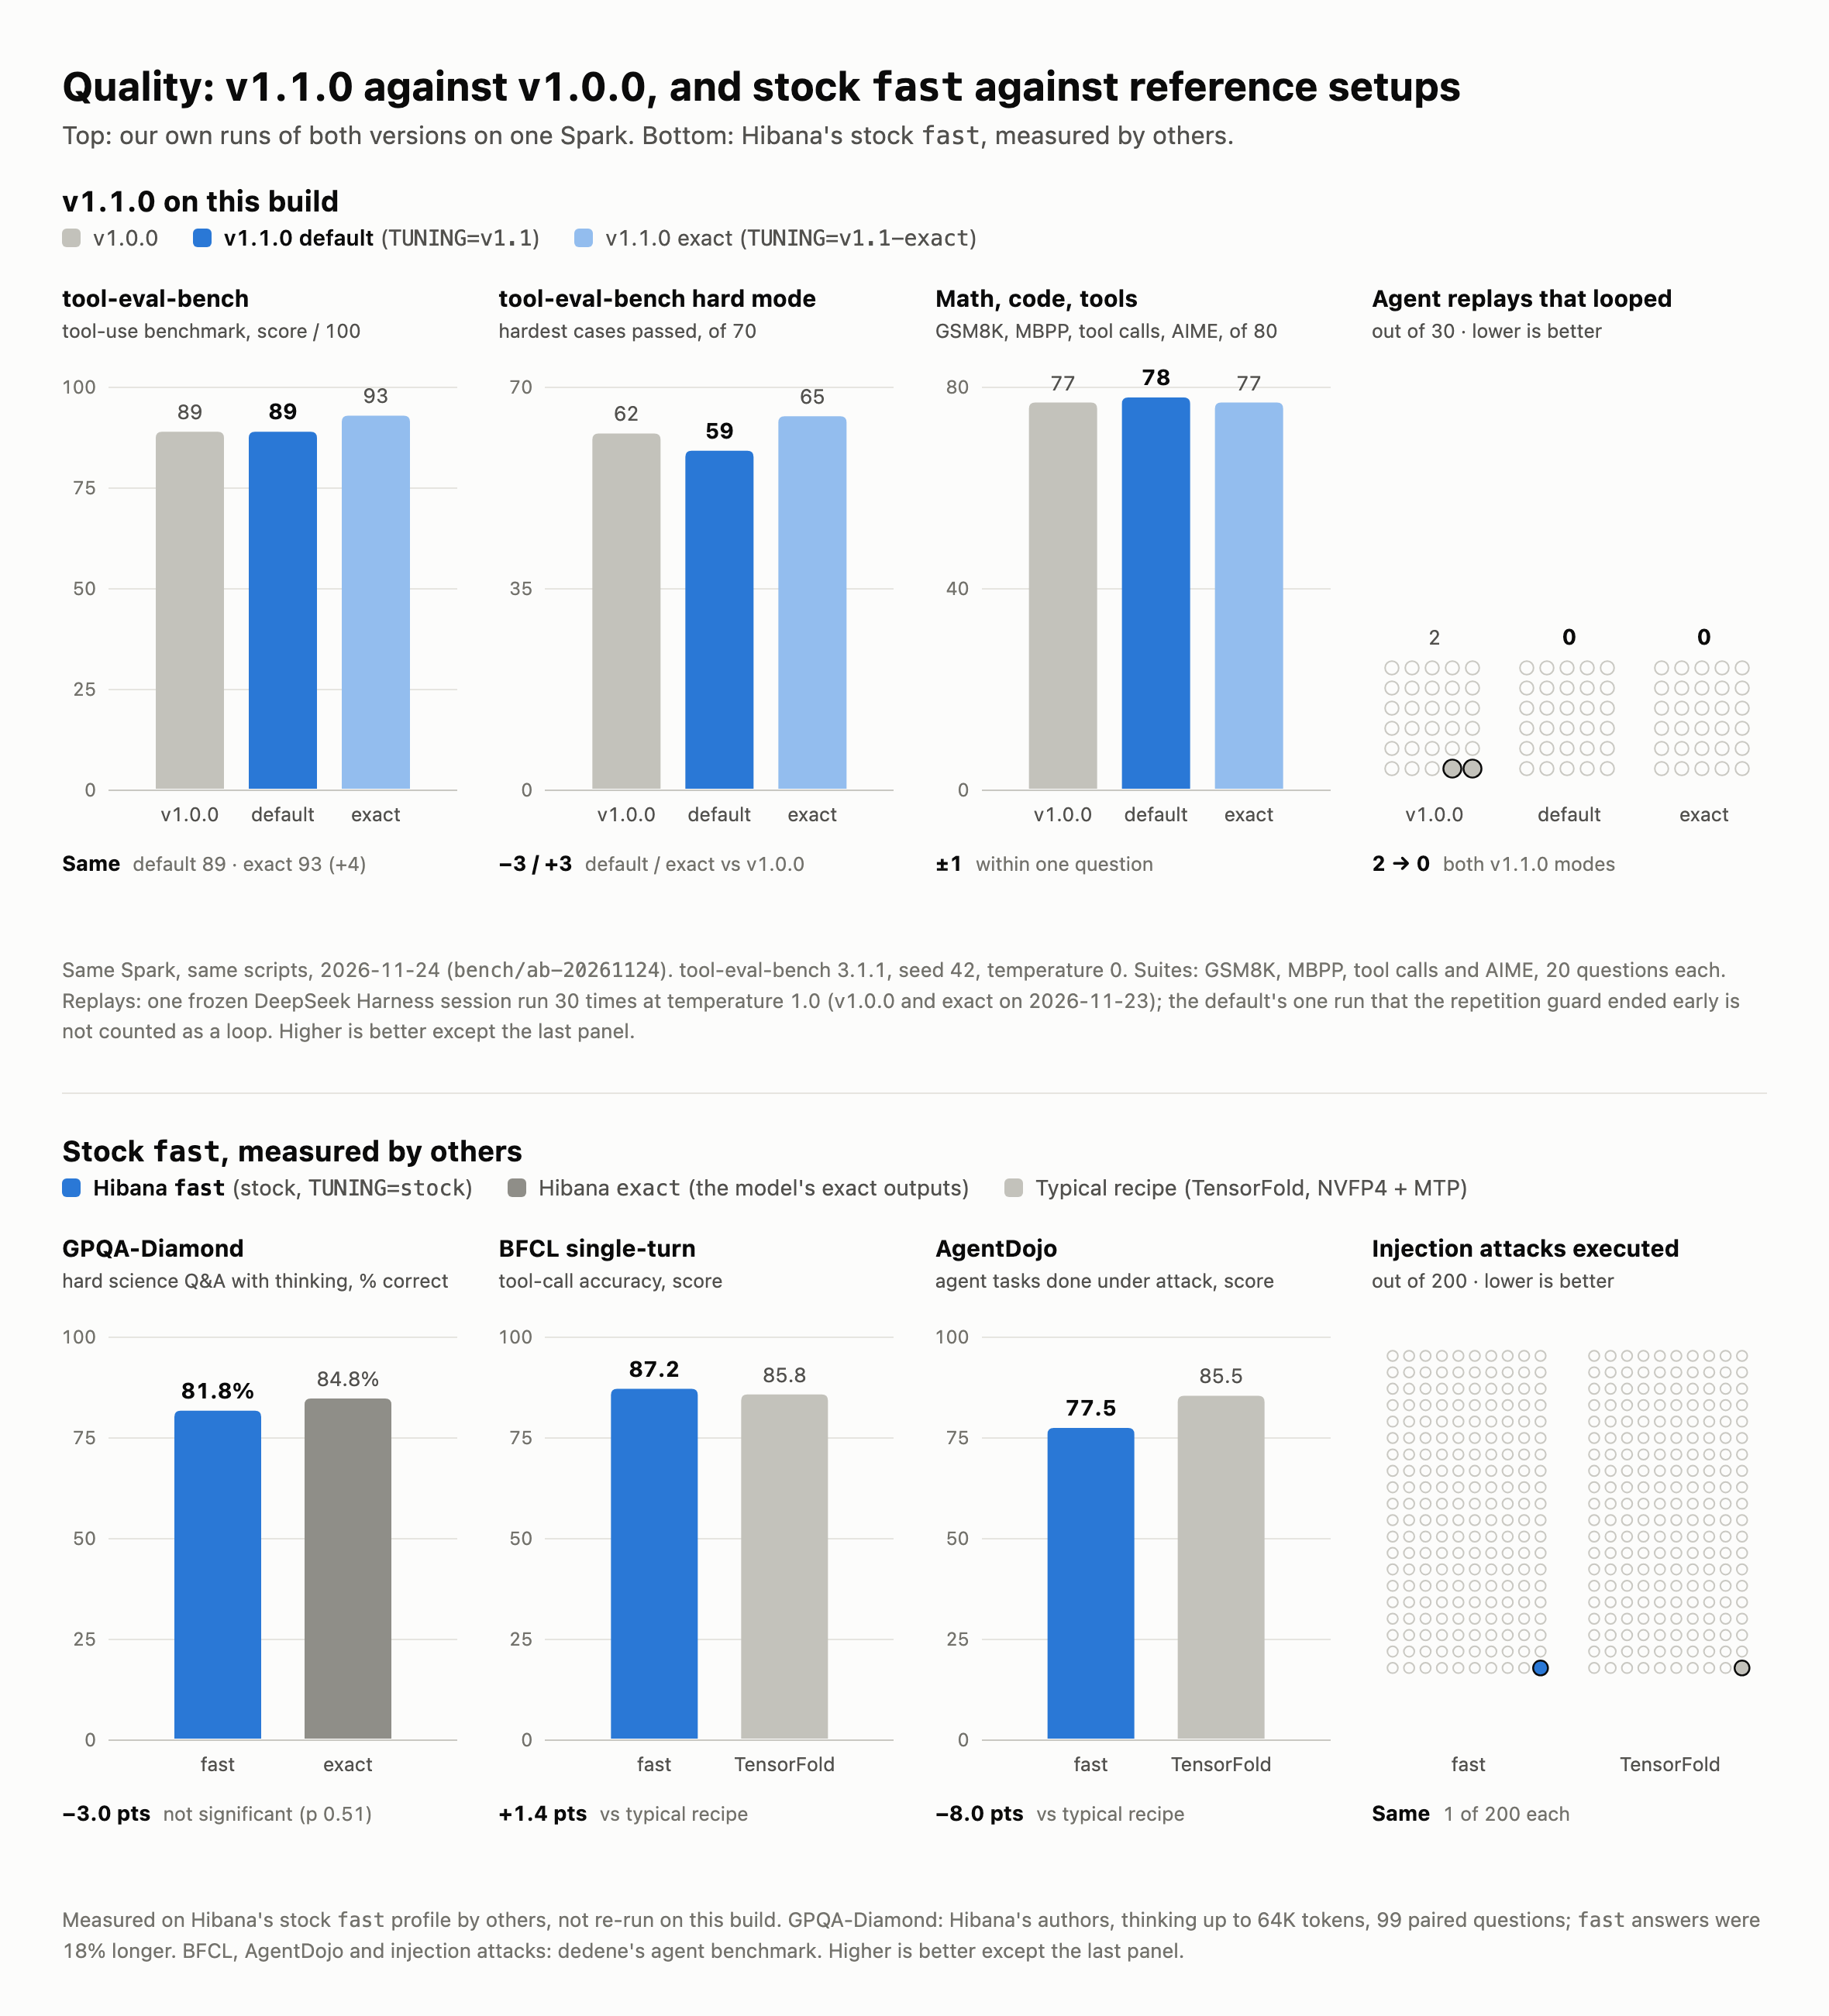 Quality: v1.1.0 against v1.0.0, and stock fast against reference setups
Top: our own runs of both versions on one Spark. Bottom: Hibana's stock fast, measured by others.
v1.1.0 on this build
v1.0.0
v1.1.0 default (TUNING=v1.1)
v1.1.0 exact (TUNING=v1.1-exact)
tool-eval-bench
tool-use benchmark, score / 100
100
75
50
25
0
89
89
93
v1.0.0
default
exact
Same default 89 · exact 93 (+4)
tool-eval-bench hard mode
hardest cases passed, of 70
70
35
0
62
59
65
v1.0.0
default
exact
−3 / +3 default / exact vs v1.0.0
Math, code, tools
GSM8K, MBPP, tool calls, AIME, of 80
80
40
0
77
78
77
v1.0.0
default
exact
±1 within one question
Agent replays that looped
out of 30 · lower is better
2
0
0
v1.0.0
default
exact
2 → 0 both v1.1.0 modes
Same Spark, same scripts, 2026-11-24 (bench/ab-20261124). tool-eval-bench 3.1.1, seed 42, temperature 0. Suites: GSM8K, MBPP, tool calls and AIME, 20 questions each.
Replays: one frozen DeepSeek Harness session run 30 times at temperature 1.0 (v1.0.0 and exact on 2026-11-23); the default's one run that the repetition guard ended early is
not counted as a loop. Higher is better except the last panel.
Stock fast, measured by others
Hibana fast (stock, TUNING=stock)
Hibana exact (the model's exact outputs)
Typical recipe (TensorFold, NVFP4 + MTP)
GPQA-Diamond
hard science Q&A with thinking, % correct
100
75
50
25
0
81.8%
84.8%
fast
exact
−3.0 pts not significant (p 0.51)
BFCL single-turn
tool-call accuracy, score
100
75
50
25
0
87.2
85.8
fast
TensorFold
+1.4 pts vs typical recipe
AgentDojo
agent tasks done under attack, score
100
75
50
25
0
77.5
85.5
fast
TensorFold
−8.0 pts vs typical recipe
Injection attacks executed
out of 200 · lower is better
fast
TensorFold
Same 1 of 200 each
Measured on Hibana's stock fast profile by others, not re-run on this build. GPQA-Diamond: Hibana's authors, thinking up to 64K tokens, 99 paired questions; fast answers were
18% longer. BFCL, AgentDojo and injection attacks: dedene's agent benchmark. Higher is better except the last panel.